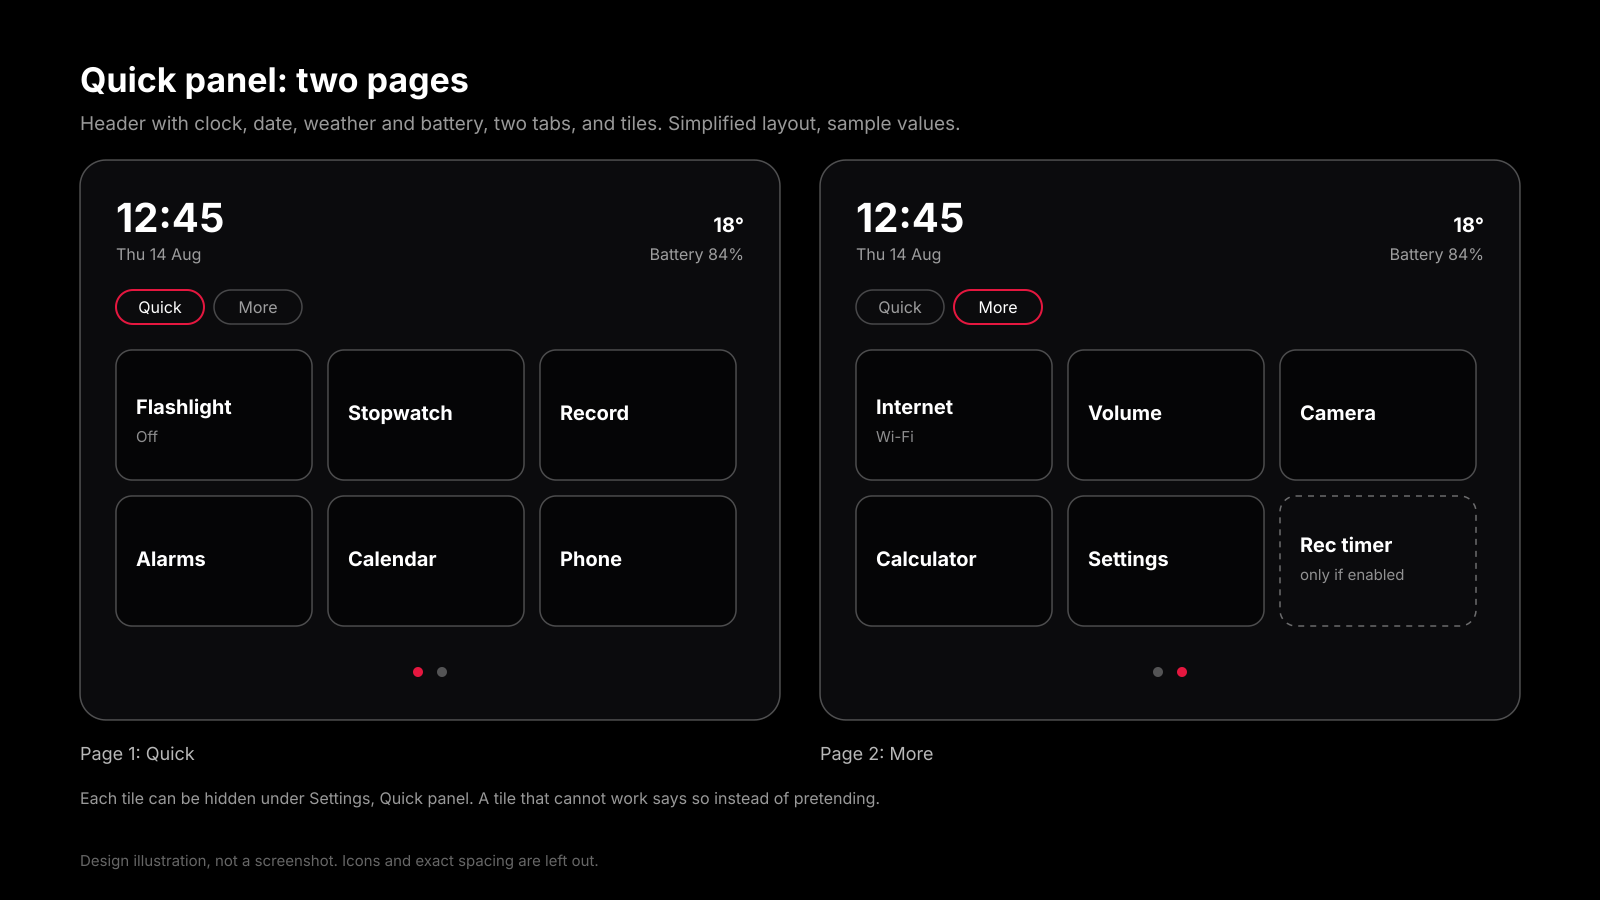 Quick panel: two pages
Header with clock, date, weather and battery, two tabs, and tiles. Simplified layout, sample values.
12:45
18°
Thu 14 Aug
Battery 84%
Quick
More
Flashlight
Off
Stopwatch
Record
Alarms
Calendar
Phone
Page 1: Quick
12:45
18°
Thu 14 Aug
Battery 84%
Quick
More
Internet
Wi-Fi
Volume
Camera
Calculator
Settings
Rec timer
only if enabled
Page 2: More
Each tile can be hidden under Settings, Quick panel. A tile that cannot work says so instead of pretending.
Design illustration, not a screenshot. Icons and exact spacing are left out.